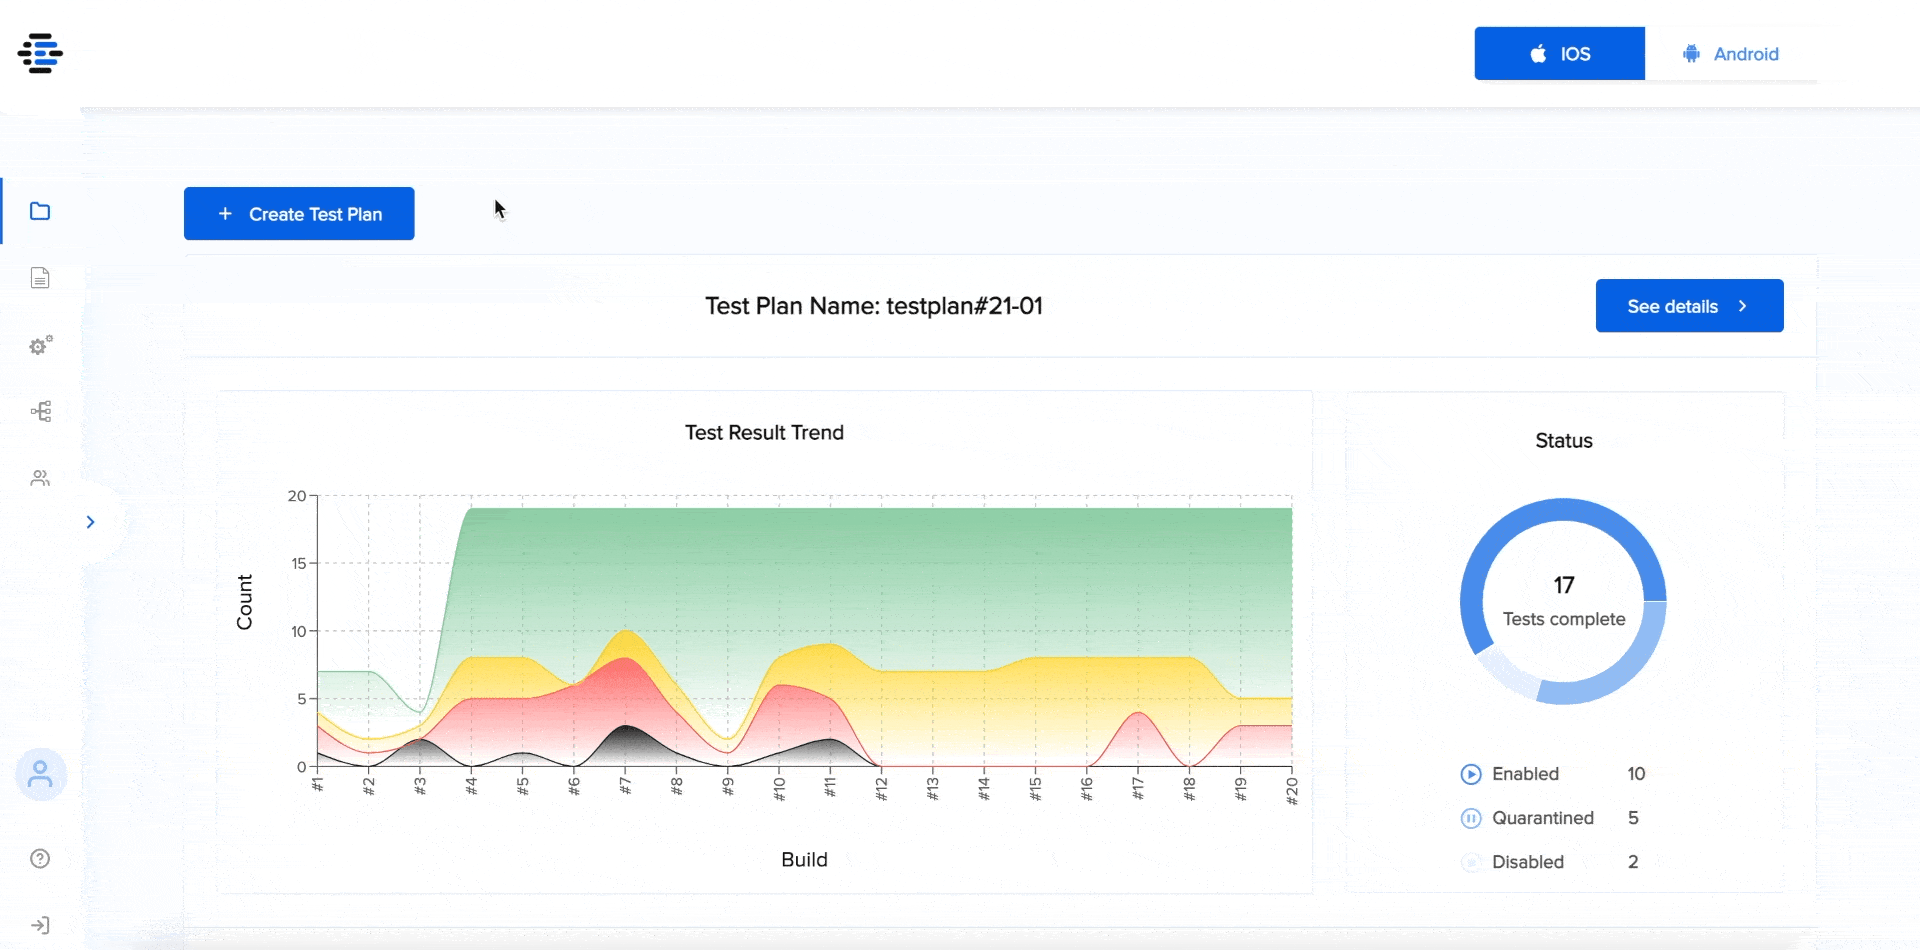 IOS
Android
+ Create Test Plan
Test Plan Name: testplan#21-01
See details
Test Result Trend
20
15
10
5
0
Count
#1
#2
#3
#4
#5
#6
#7
#8
#9
#10
#11
#12
#13
#14
#15
#16
#17
#18
#19
#20
Build
Status
17
Tests complete
Enabled 10
Quarantined 5
Disabled 2